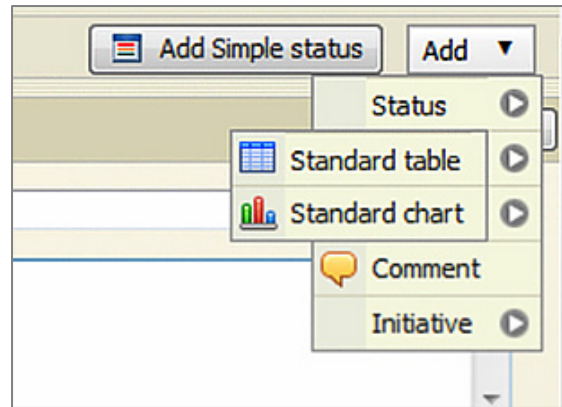 Add Simple status
Add
Status
Standard table
Standard chart
Comment
Initiative